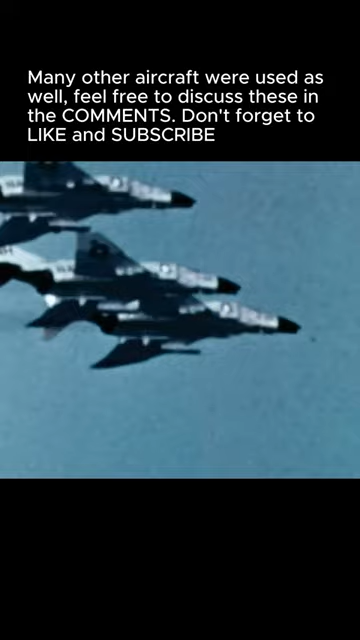 Many other aircraft were used as
well, feel free to discuss these in
the COMMENTS. Don't forget to
LIKE and SUBSCRIBE